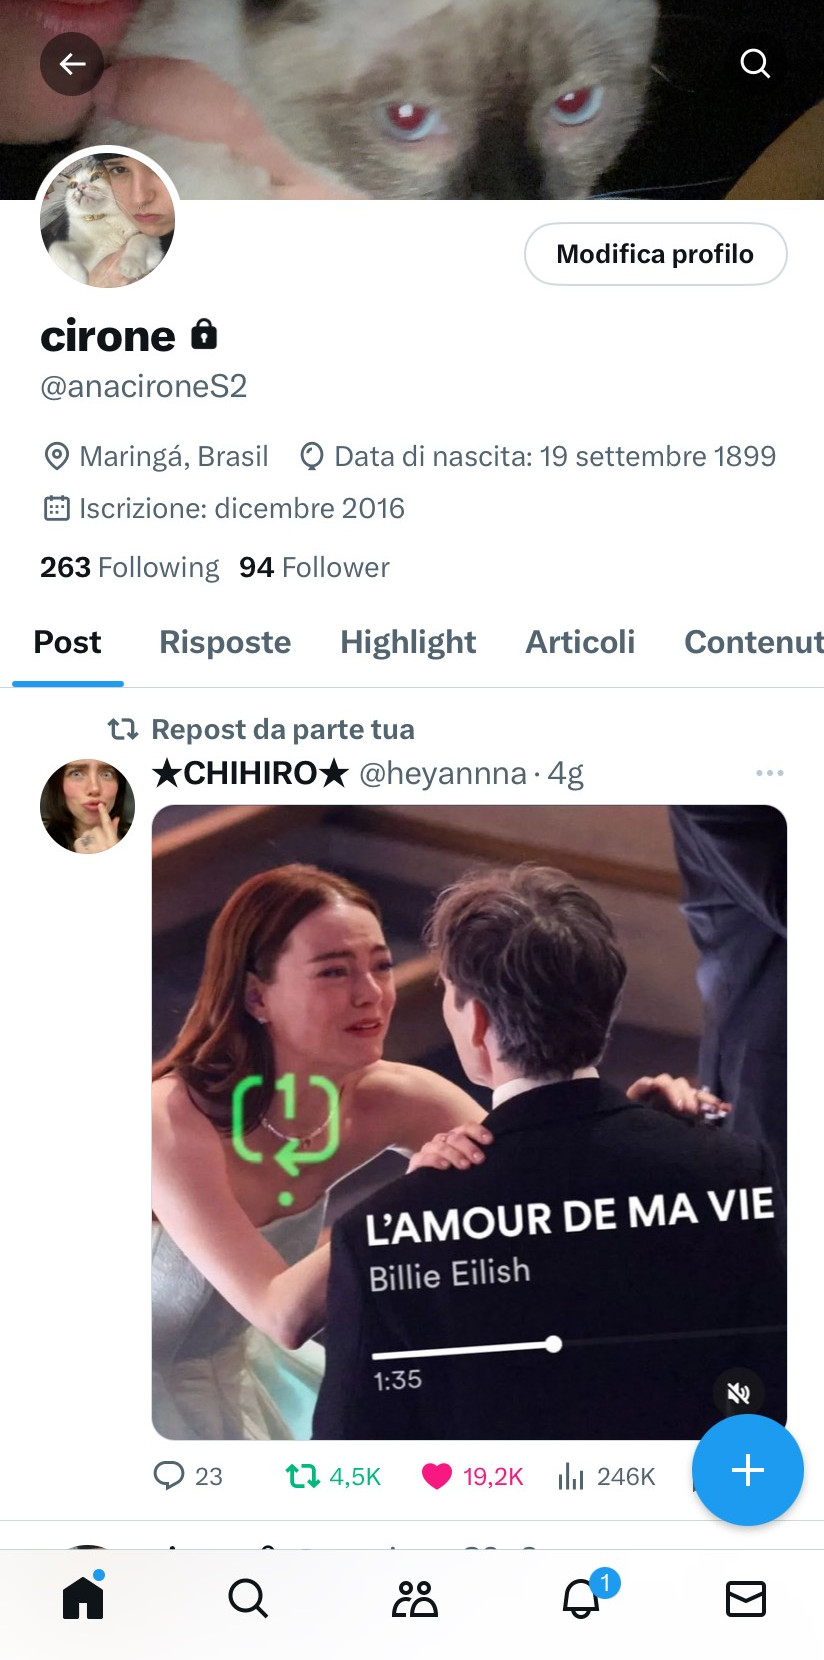 Modifica profilo
cirone
@anacironeS2
Maringá, Brasil Data di nascita: 19 settembre 1899
Iscrizione: dicembre 2016
263 Following 94 Follower
Post Risposte Highlight Articoli Contenut
Repost da parte tua
★CHIHIRO★ @heyannna · 4g
1
L'AMOUR DE MA VIE
Billie Eilish
1:35
23 4,5K 19,2K 246K
1